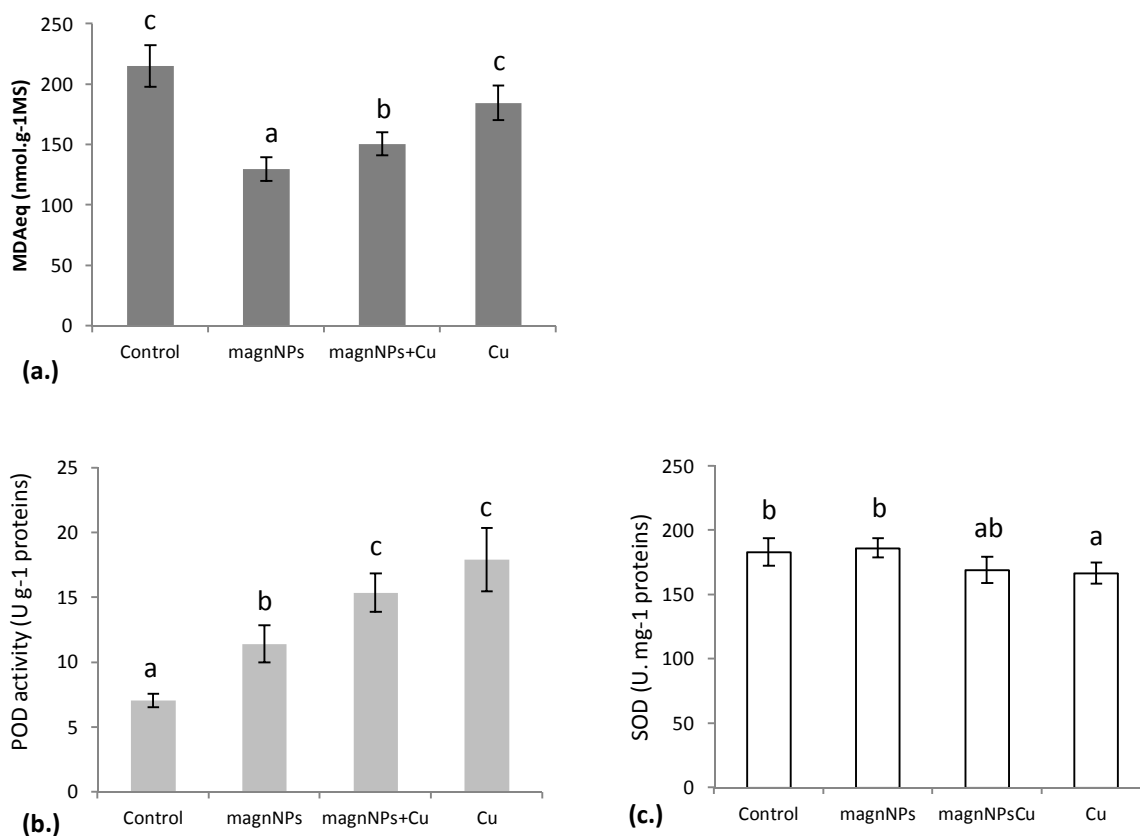 250
200
150
100
50
0
MDAeq (nmol.g-1MS)
c
a
b
c
Control magnNPs magnNPs+Cu Cu
(a.)
25
20
15
10
5
0
POD activity (U g-1 proteins)
a
b
c
c
Control magnNPs magnNPs+Cu Cu
(b.)
250
200
150
100
50
0
SOD (U. mg-1 proteins)
b
b
ab
a
Control magnNPs magnNPsCu Cu
(c.)